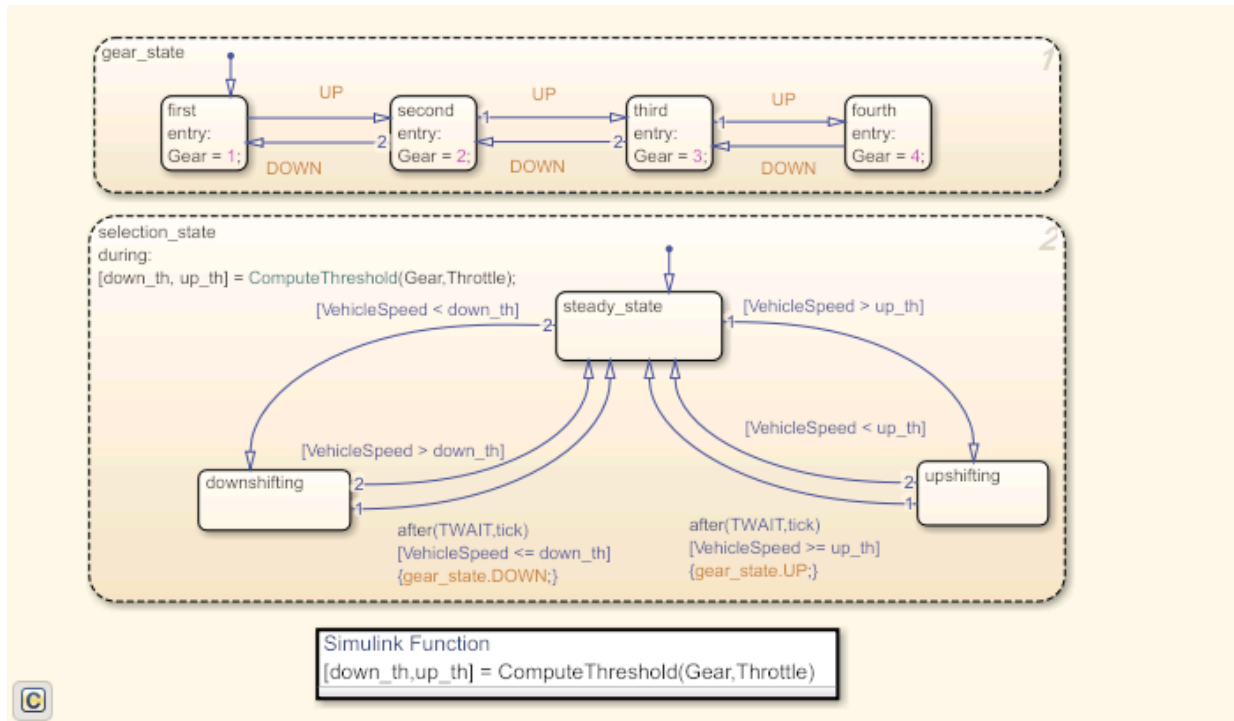 gear_state
1
UP
UP
UP
first
entry:
Gear = 1;
second
entry:
Gear = 2;
third
entry:
Gear = 3;
fourth
entry:
Gear = 4;
1
2
1
2
1
DOWN
DOWN
DOWN
selection_state
2
during:
[down_th, up_th] = ComputeThreshold(Gear,Throttle);
[VehicleSpeed < down_th]
2
steady_state
1
[VehicleSpeed > up_th]
[VehicleSpeed > down_th]
[VehicleSpeed < up_th]
downshifting
2
1
2
1
upshifting
after(TWAIT,tick)
[VehicleSpeed <= down_th]
{gear_state.DOWN;}
after(TWAIT,tick)
[VehicleSpeed >= up_th]
{gear_state.UP;}
Simulink Function
[down_th,up_th] = ComputeThreshold(Gear,Throttle)
C